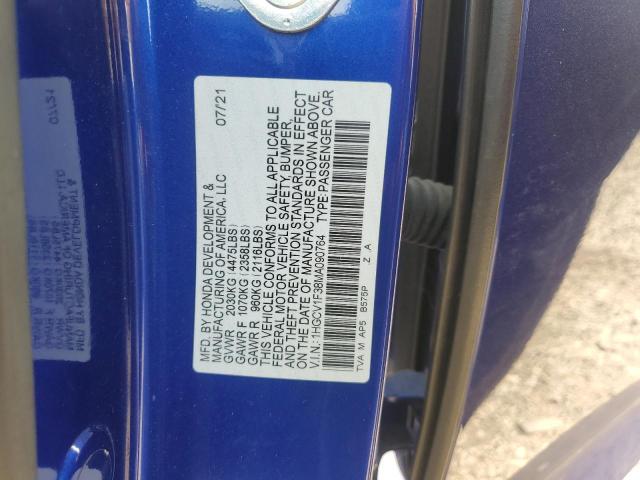 MFD. BY HONDA DEVELOPMENT &
MANUFACTURING OF AMERICA, LLC 07/21
GVWR 2030KG(4475LBS)
GAWR F 1070KG(2358LBS)
GAWR R 960KG(2116LBS)
THIS VEHICLE CONFORMS TO ALL APPLICABLE
FEDERAL MOTOR VEHICLE SAFETY, BUMPER,
AND THEFT PREVENTION STANDARDS IN EFFECT
ON THE DATE OF MANUFACTURE SHOWN ABOVE.
V.I.N.:1HGCV1F38MA090764 TYPE:PASSENGER CAR
TVA M AP5 B575P Z A